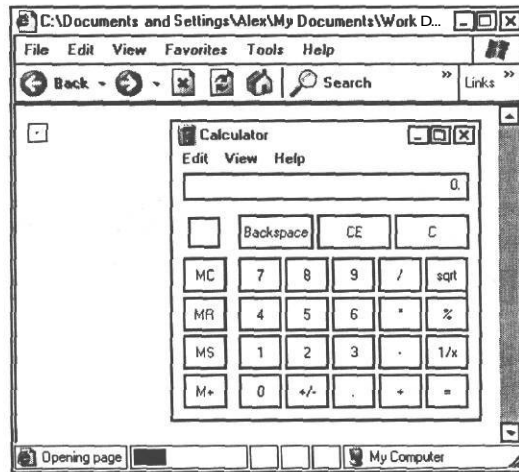 C:\Documents and Settings\Alex\My Documents\Work D...
File Edit View Favorites Tools Help
Back Search » Links »
Calculator
Edit View Help
0.
Backspace CE C
MC 7 8 9 / sqrt
MR 4 5 6 * %
MS 1 2 3 - 1/x
M+ 0 +/- . + =
Opening page My Computer